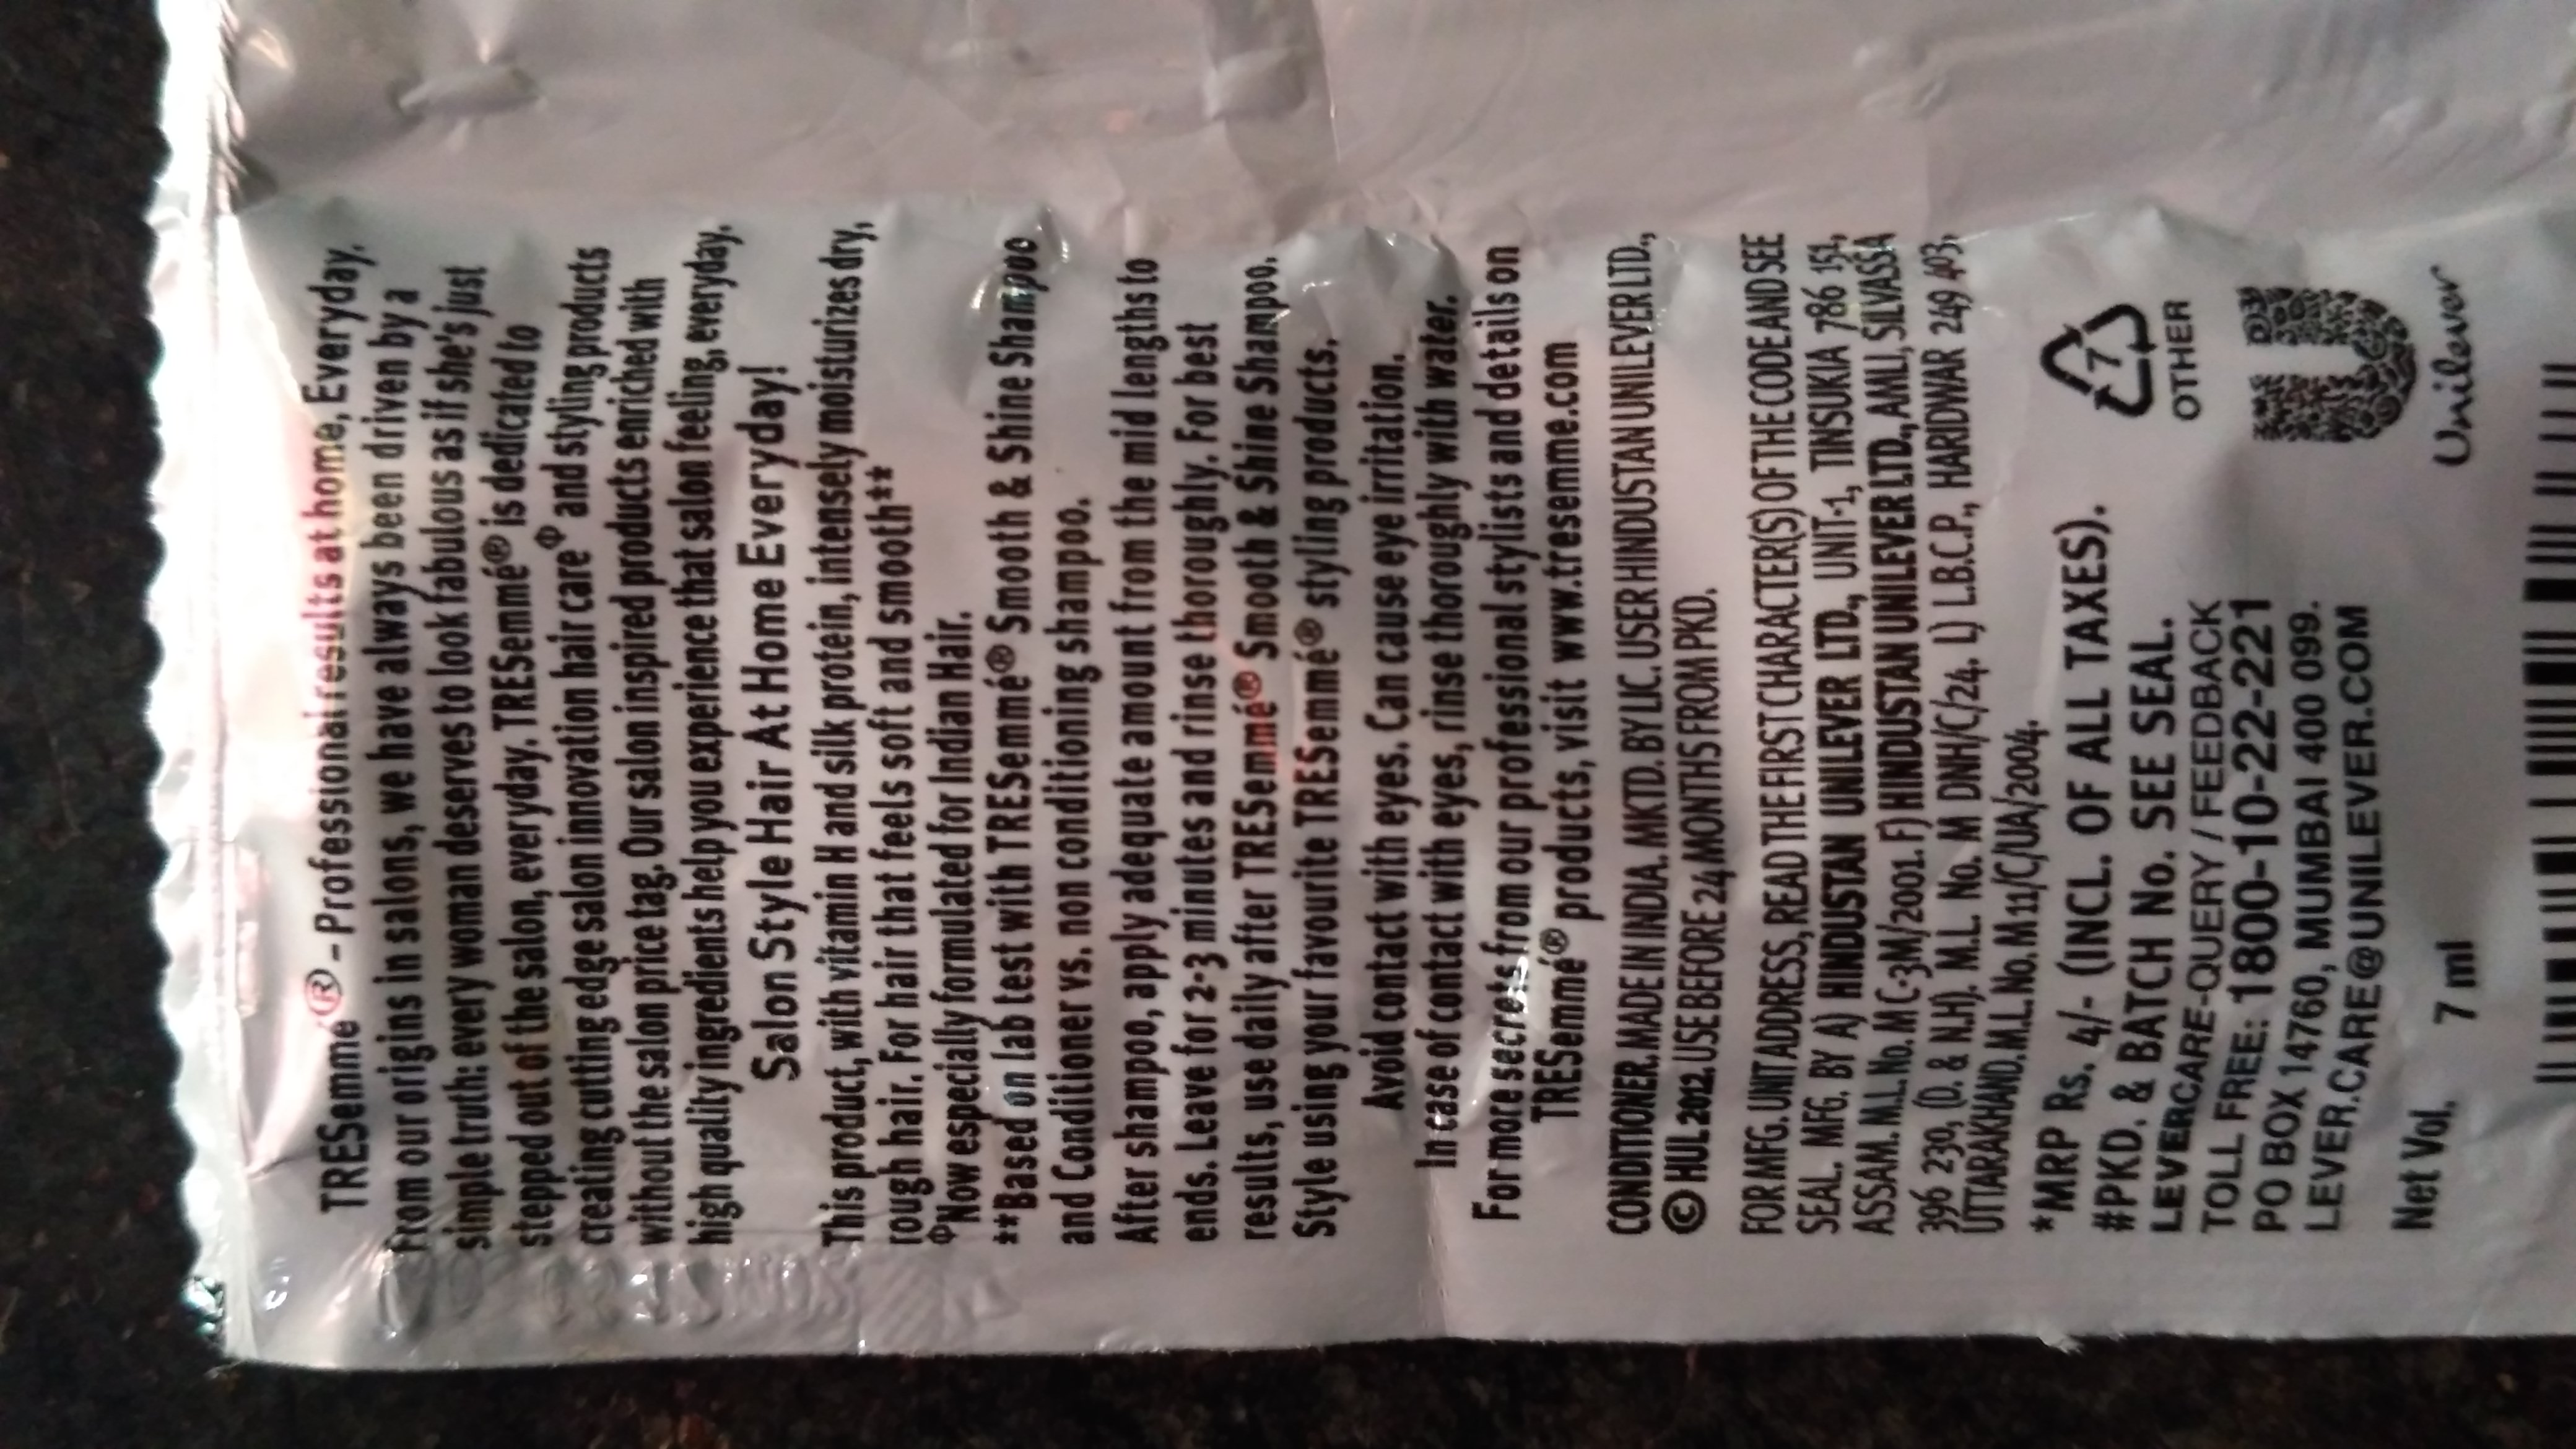 TRESemmé® – Professional results at home, Everyday.
From our origins in salons, we have always been driven by a
simple truth: every woman deserves to look fabulous as if she's just
stepped out of the salon, everyday. TRESemmé® is dedicated to
creating cutting edge salon innovation hair care⁠Φ and styling products
without the salon price tag. Our salon inspired products enriched with
high quality ingredients help you experience that salon feeling, everyday.
Salon Style Hair At Home Everyday!
This product, with vitamin H and silk protein, intensely moisturizes dry,
rough hair. For hair that feels soft and smooth**
ΦNow especially formulated for Indian Hair.
**Based on lab test with TRESemmé® Smooth & Shine Shampoo
and Conditioner vs. non conditioning shampoo.
After shampoo, apply adequate amount from the mid lengths to
ends. Leave for 2-3 minutes and rinse thoroughly. For best
results, use daily after TRESemmé® Smooth & Shine Shampoo.
Style using your favourite TRESemmé® styling products.
Avoid contact with eyes. Can cause eye irritation.
In case of contact with eyes, rinse thoroughly with water.
For more secrets from our professional stylists and details on
TRESemmé® products, visit www.tresemme.com
CONDITIONER. MADE IN INDIA. MKTD. BY LIC. USER HINDUSTAN UNILEVER LTD.,
© HUL 2012. USE BEFORE 24 MONTHS FROM PKD.
FOR MFG. UNIT ADDRESS, READ THE FIRST CHARACTER(S) OF THE CODE AND SEE
SEAL. MFG. BY A) HINDUSTAN UNILEVER LTD., UNIT-1, TINSUKIA 786 151,
ASSAM. M.L.No. M C-3M/2001. F) HINDUSTAN UNILEVER LTD., AMLI, SILVASSA
396 230, (D. & N.H). M.L. No. M DNH/C/24. L) L.B.C.P., HARIDWAR 249 403,
UTTARAKHAND. M.L.No. M 11/C/UA/2004.
*MRP Rs. 4/- (INCL. OF ALL TAXES).
#PKD. & BATCH No. SEE SEAL.
LEVERCARE-QUERY / FEEDBACK
TOLL FREE: 1800-10-22-221
PO BOX 14760, MUMBAI 400 099.
LEVER.CARE@UNILEVER.COM
Net Vol. 7 ml
7
OTHER
Unilever